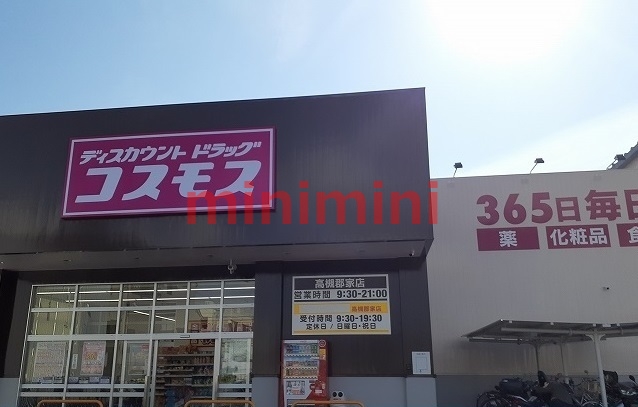 ディスカウント ドラッグ
コスモス
minimini
365日毎日
薬 化粧品 食
高槻郡家店
営業時間 9:30-21:00
高槻郡家店
受付時間 9:30-19:30
定休日 / 日曜日・祝日